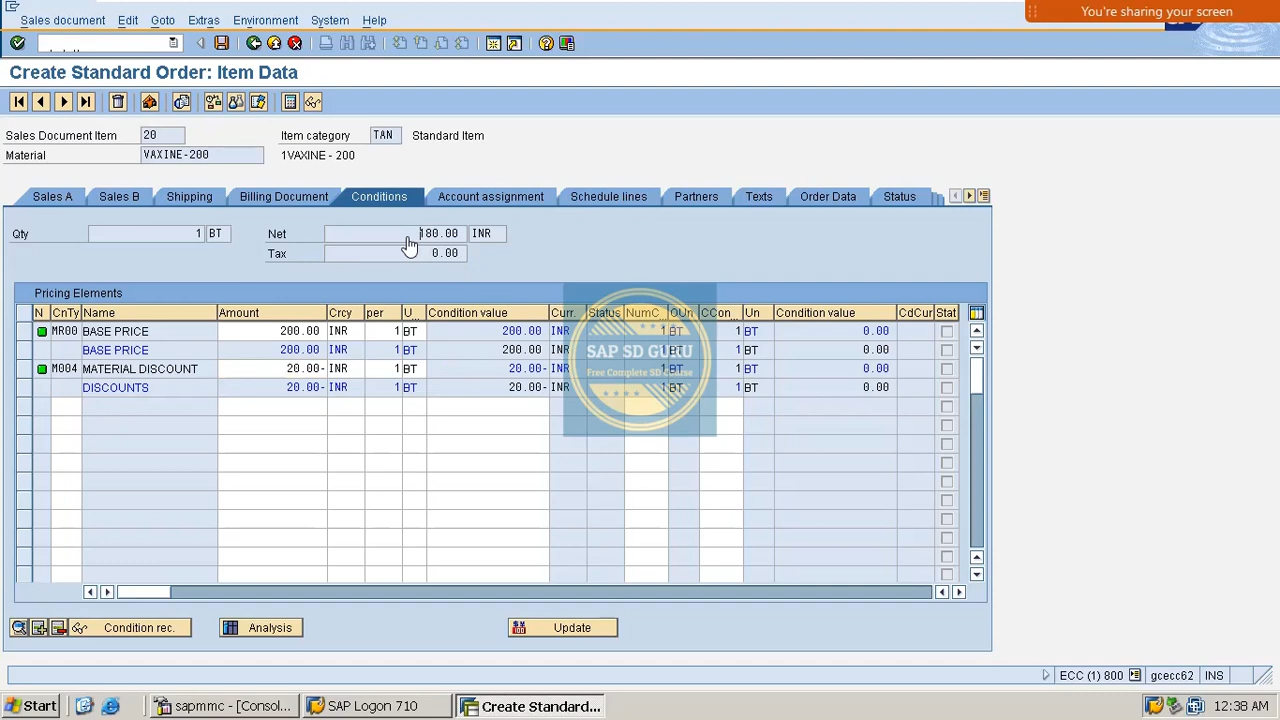 You're sharing your screen
Sales document Edit Goto Extras Environment System Help
Create Standard Order: Item Data
Sales Document Item 20 Item category TAN Standard Item
Material VAXINE-200 1VAXINE - 200
Sales A Sales B Shipping Billing Document Conditions Account assignment Schedule lines Partners Texts Order Data Status
Qty 1 BT Net 180.00 INR
Tax 0.00
Pricing Elements
N CnTy Name Amount Crcy per U_ Condition value Curr. Status NumC_ OUn CCon_ Un Condition value CdCur Stat
MR00 BASE PRICE 200.00 INR 1 BT 200.00 INR 1 BT 1 BT 0.00
BASE PRICE 200.00 INR 1 BT 200.00 INR 1 BT 1 BT 0.00
M004 MATERIAL DISCOUNT 20.00- INR 1 BT 20.00- INR 1 BT 1 BT 0.00
DISCOUNTS 20.00- INR 1 BT 20.00- INR 1 BT 1 BT 0.00
SAP SD GURU
Free Complete SD Course
Condition rec. Analysis Update
ECC (1) 800 gcecc62 INS
Start sapmmc - [Consol... SAP Logon 710 Create Standard... 12:38 AM